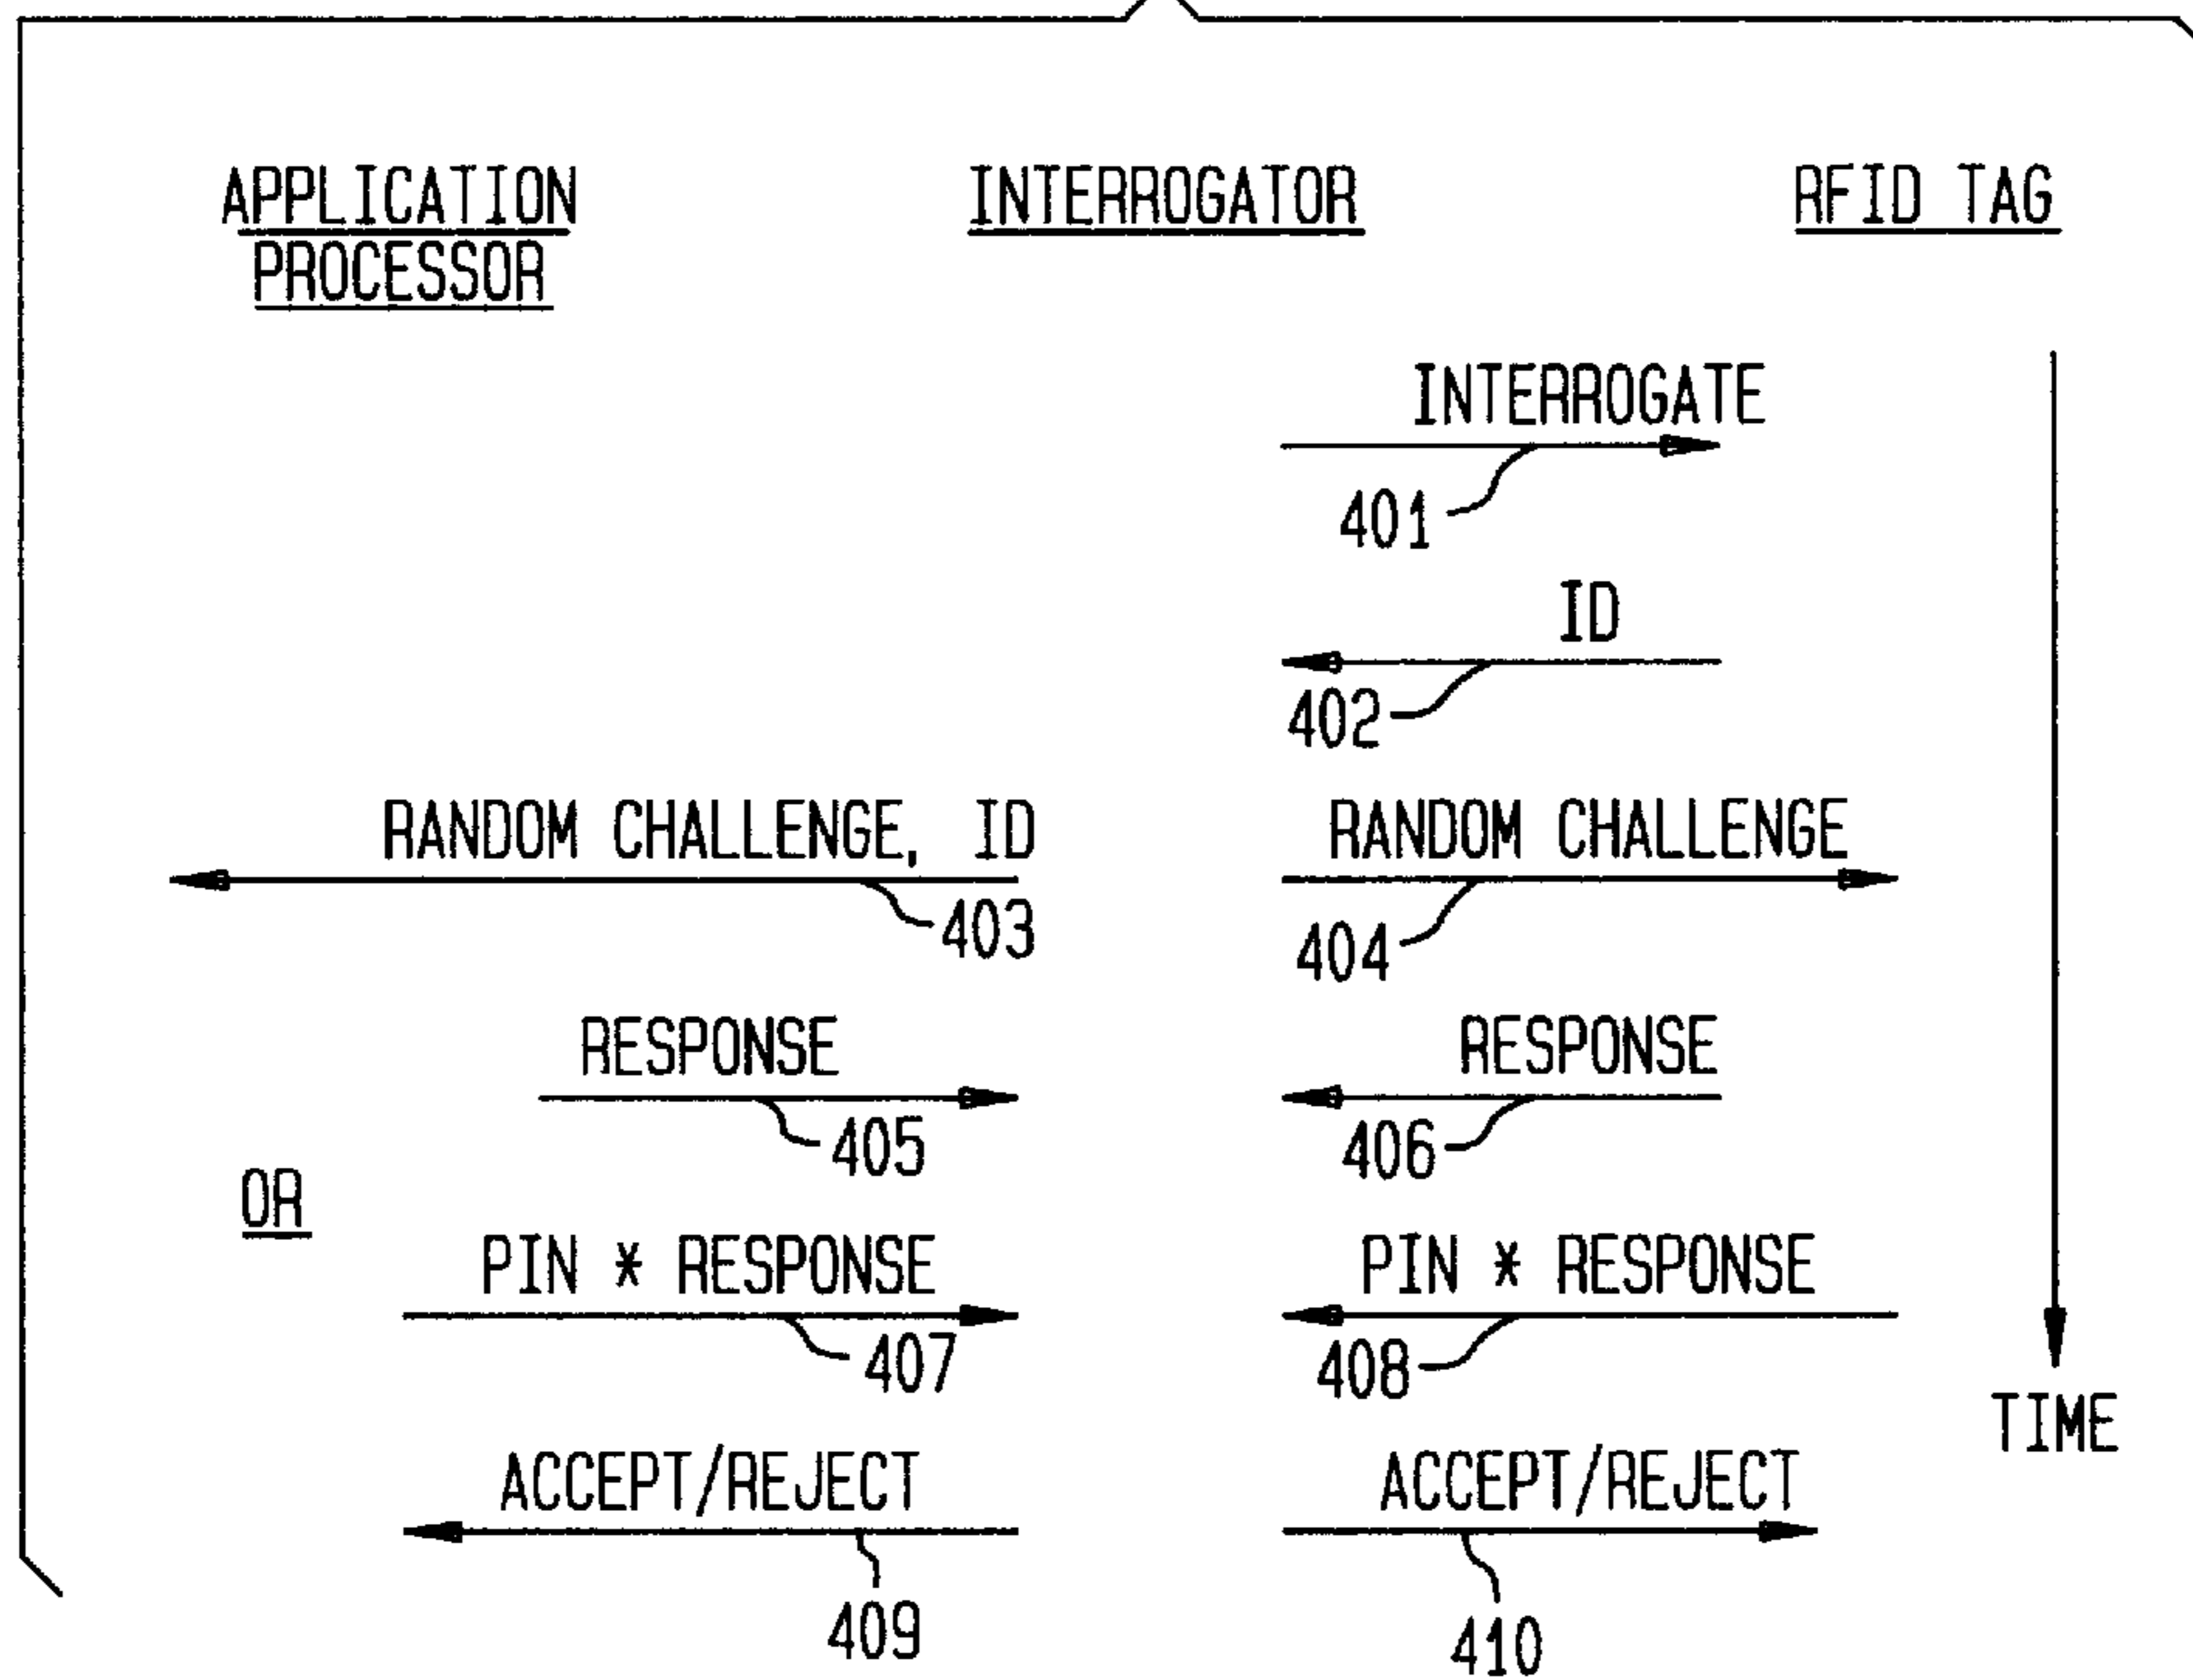 APPLICATION
PROCESSOR
INTERROGATOR
RFID TAG
INTERROGATE
401
ID
402
RANDOM CHALLENGE, ID
403
RANDOM CHALLENGE
404
RESPONSE
405
RESPONSE
406
OR
PIN * RESPONSE
407
PIN * RESPONSE
408
TIME
ACCEPT/REJECT
409
ACCEPT/REJECT
410